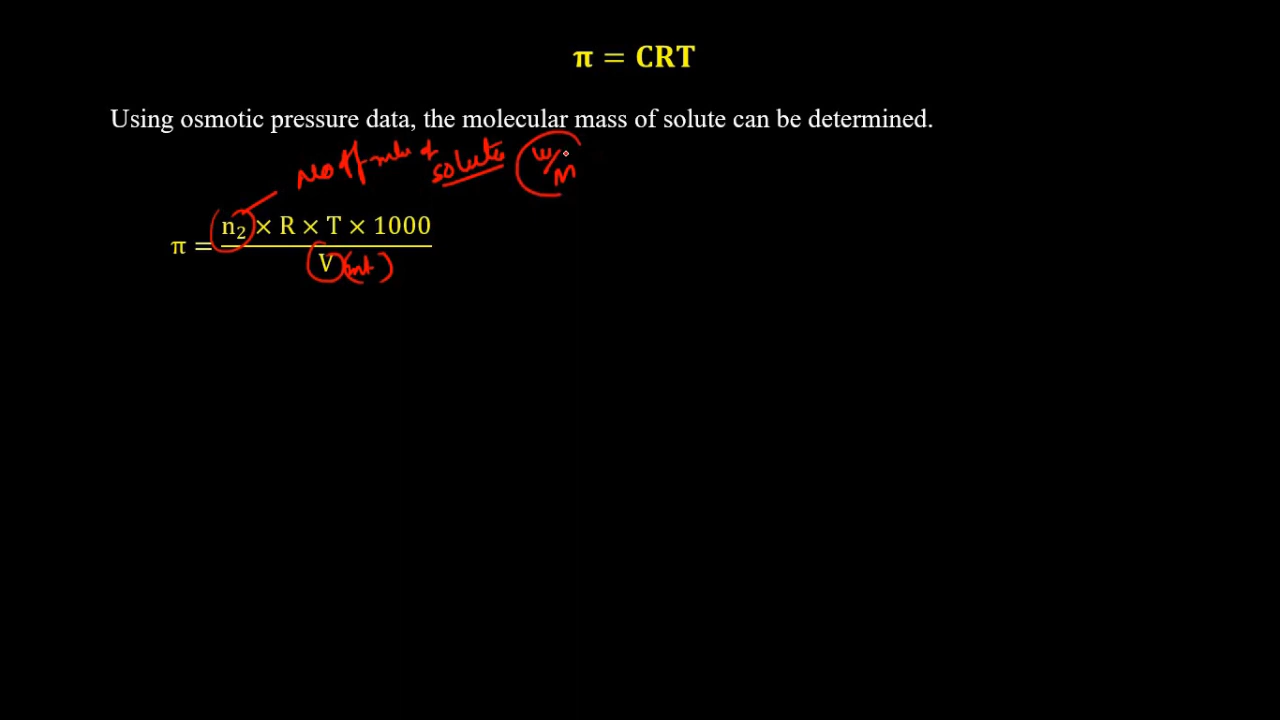 π = CRT
Using osmotic pressure data, the molecular mass of solute can be determined.
No of moles of solute (w/M
π = n₂ × R × T × 1000 / V (ml)